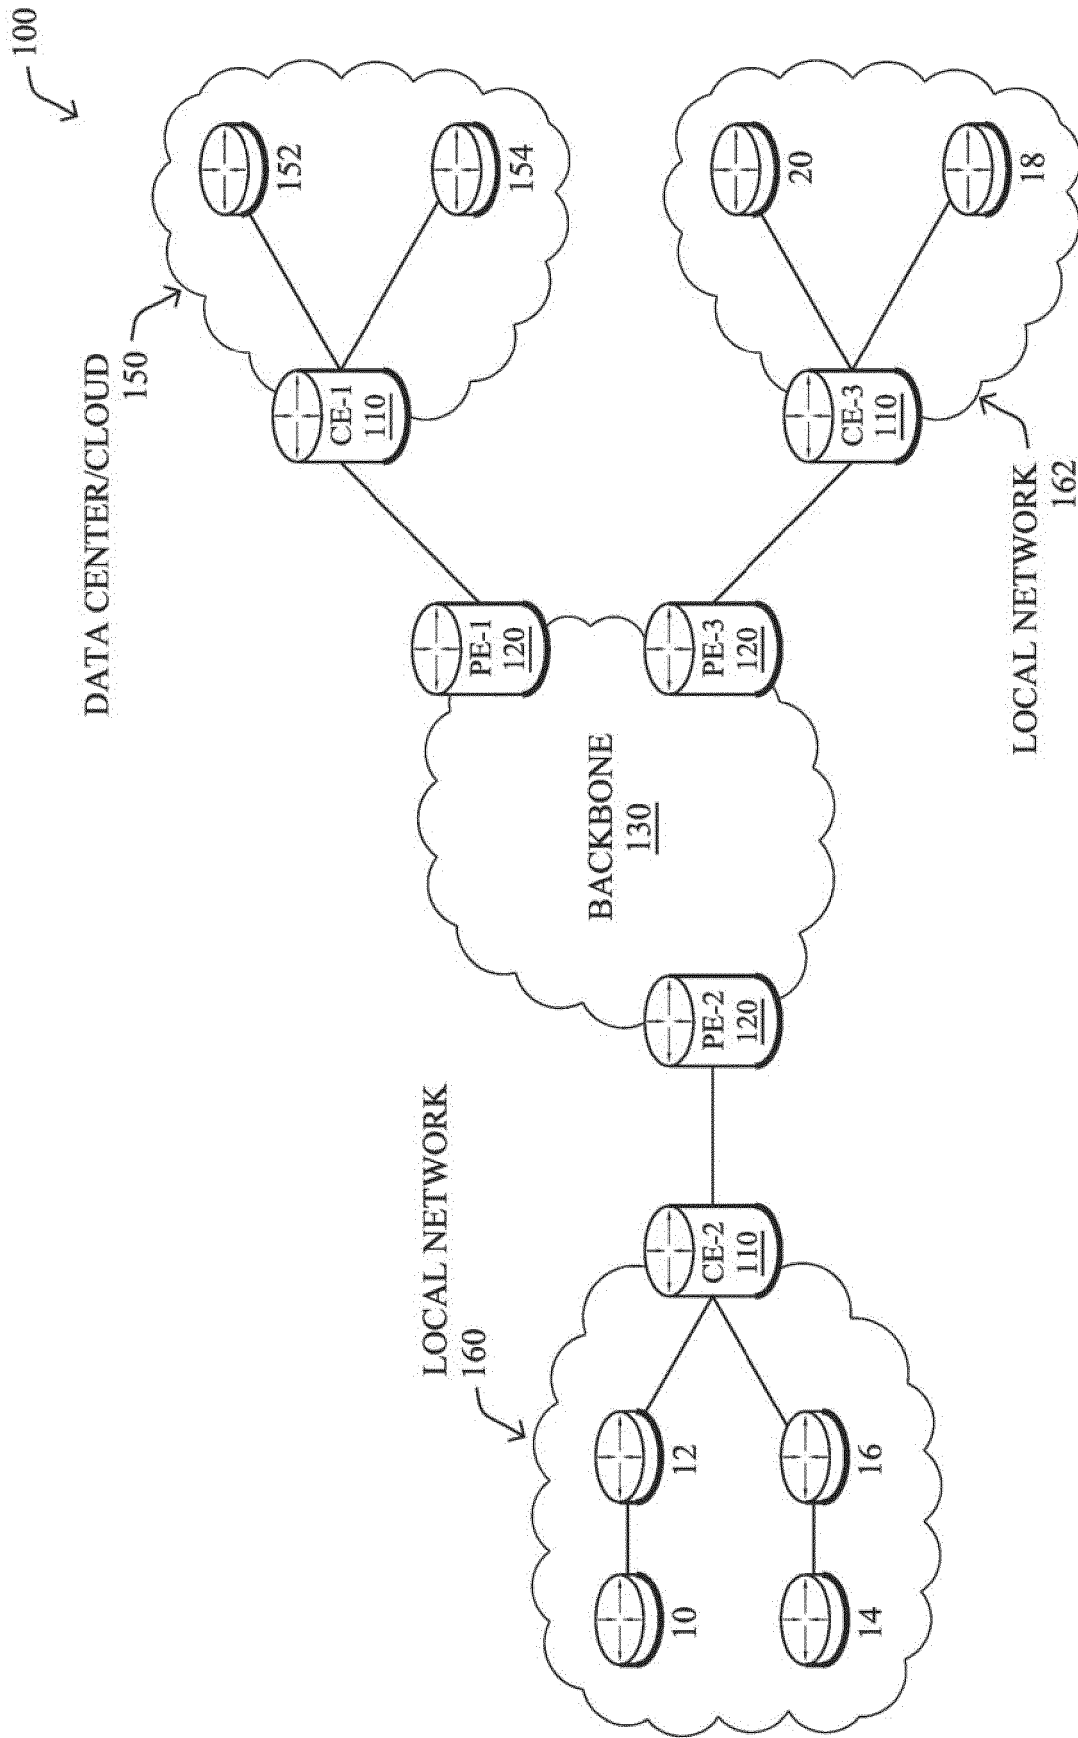 100
DATA CENTER/CLOUD
150
152
154
CE-1
110
PE-1
120
BACKBONE
130
PE-3
120
CE-3
110
20
18
LOCAL NETWORK
162
PE-2
120
LOCAL NETWORK
160
CE-2
110
12
10
16
14